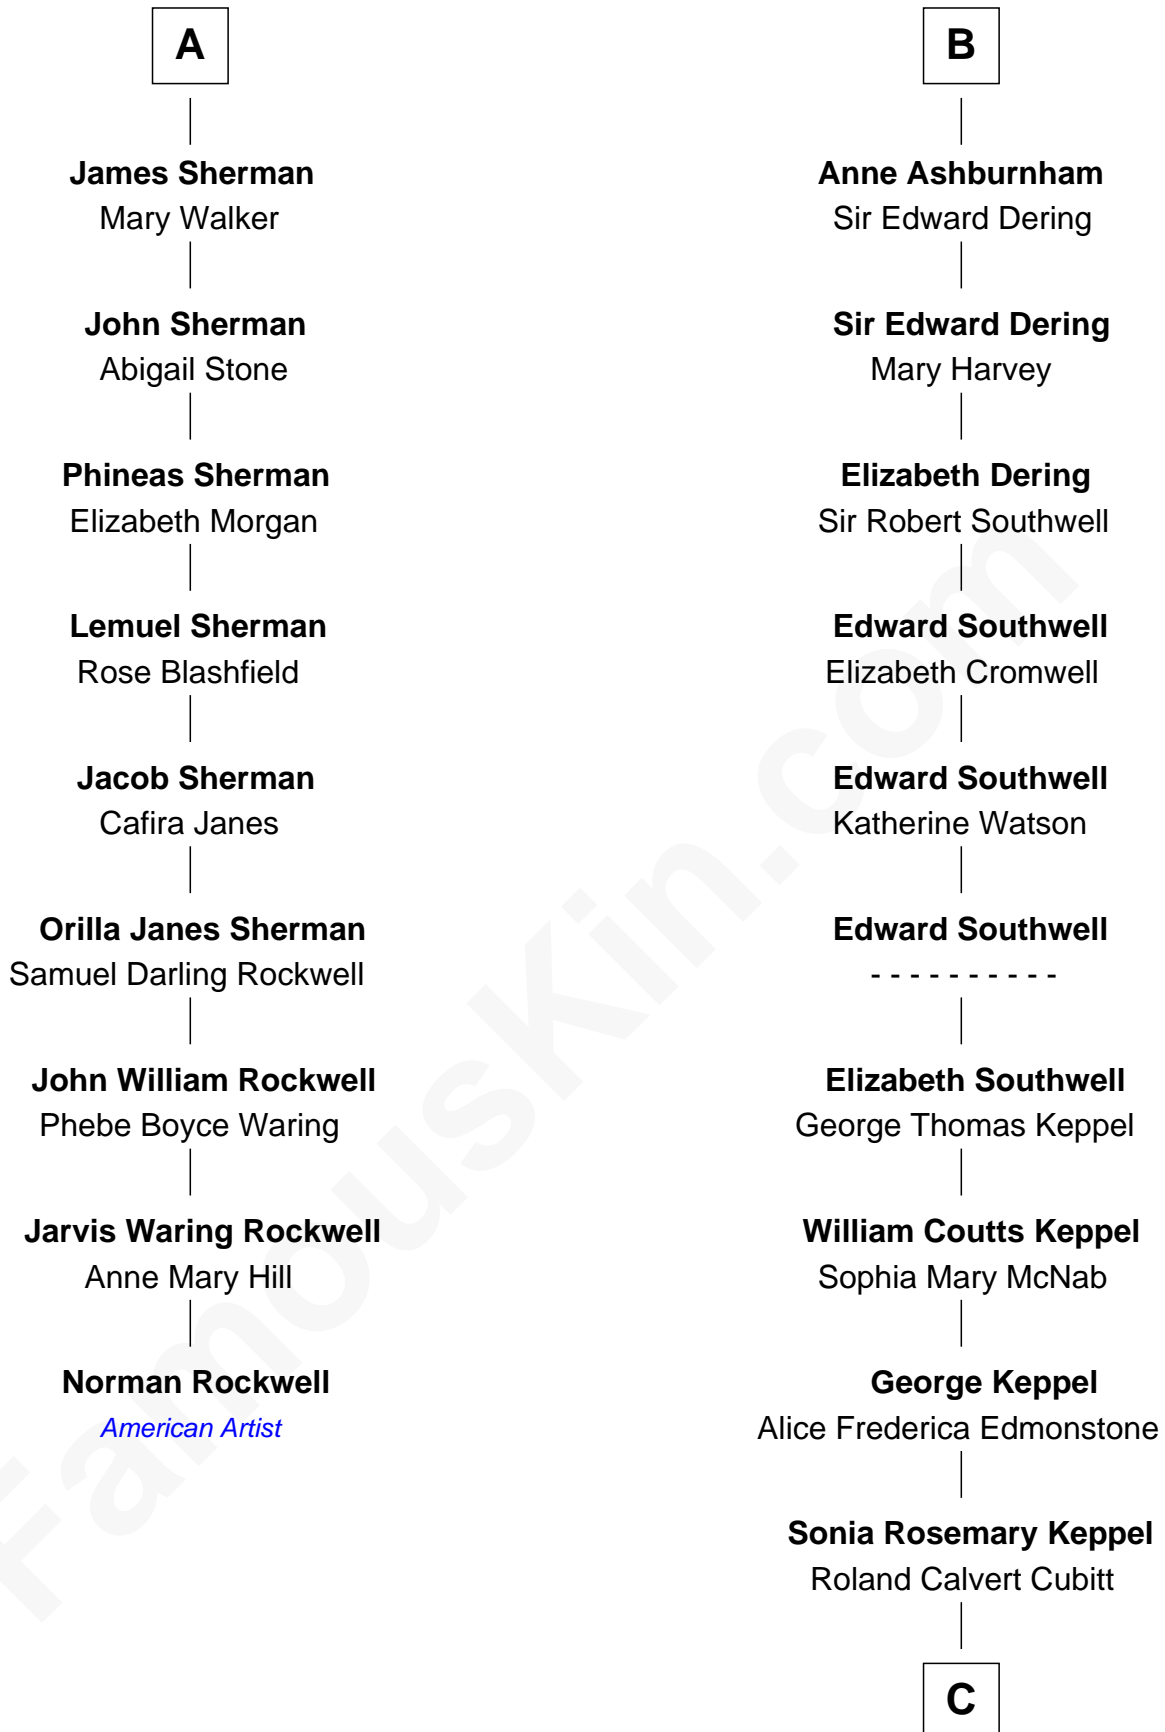 A
James Sherman
Mary Walker
John Sherman
Abigail Stone
Phineas Sherman
Elizabeth Morgan
Lemuel Sherman
Rose Blashfield
Jacob Sherman
Cafira Janes
Orilla Janes Sherman
Samuel Darling Rockwell
John William Rockwell
Phebe Boyce Waring
Jarvis Waring Rockwell
Anne Mary Hill
Norman Rockwell
American Artist
B
Anne Ashburnham
Sir Edward Dering
Sir Edward Dering
Mary Harvey
Elizabeth Dering
Sir Robert Southwell
Edward Southwell
Elizabeth Cromwell
Edward Southwell
Katherine Watson
Edward Southwell
- - - - - - - - - -
Elizabeth Southwell
George Thomas Keppel
William Coutts Keppel
Sophia Mary McNab
George Keppel
Alice Frederica Edmonstone
Sonia Rosemary Keppel
Roland Calvert Cubitt
C
FamousKin.com